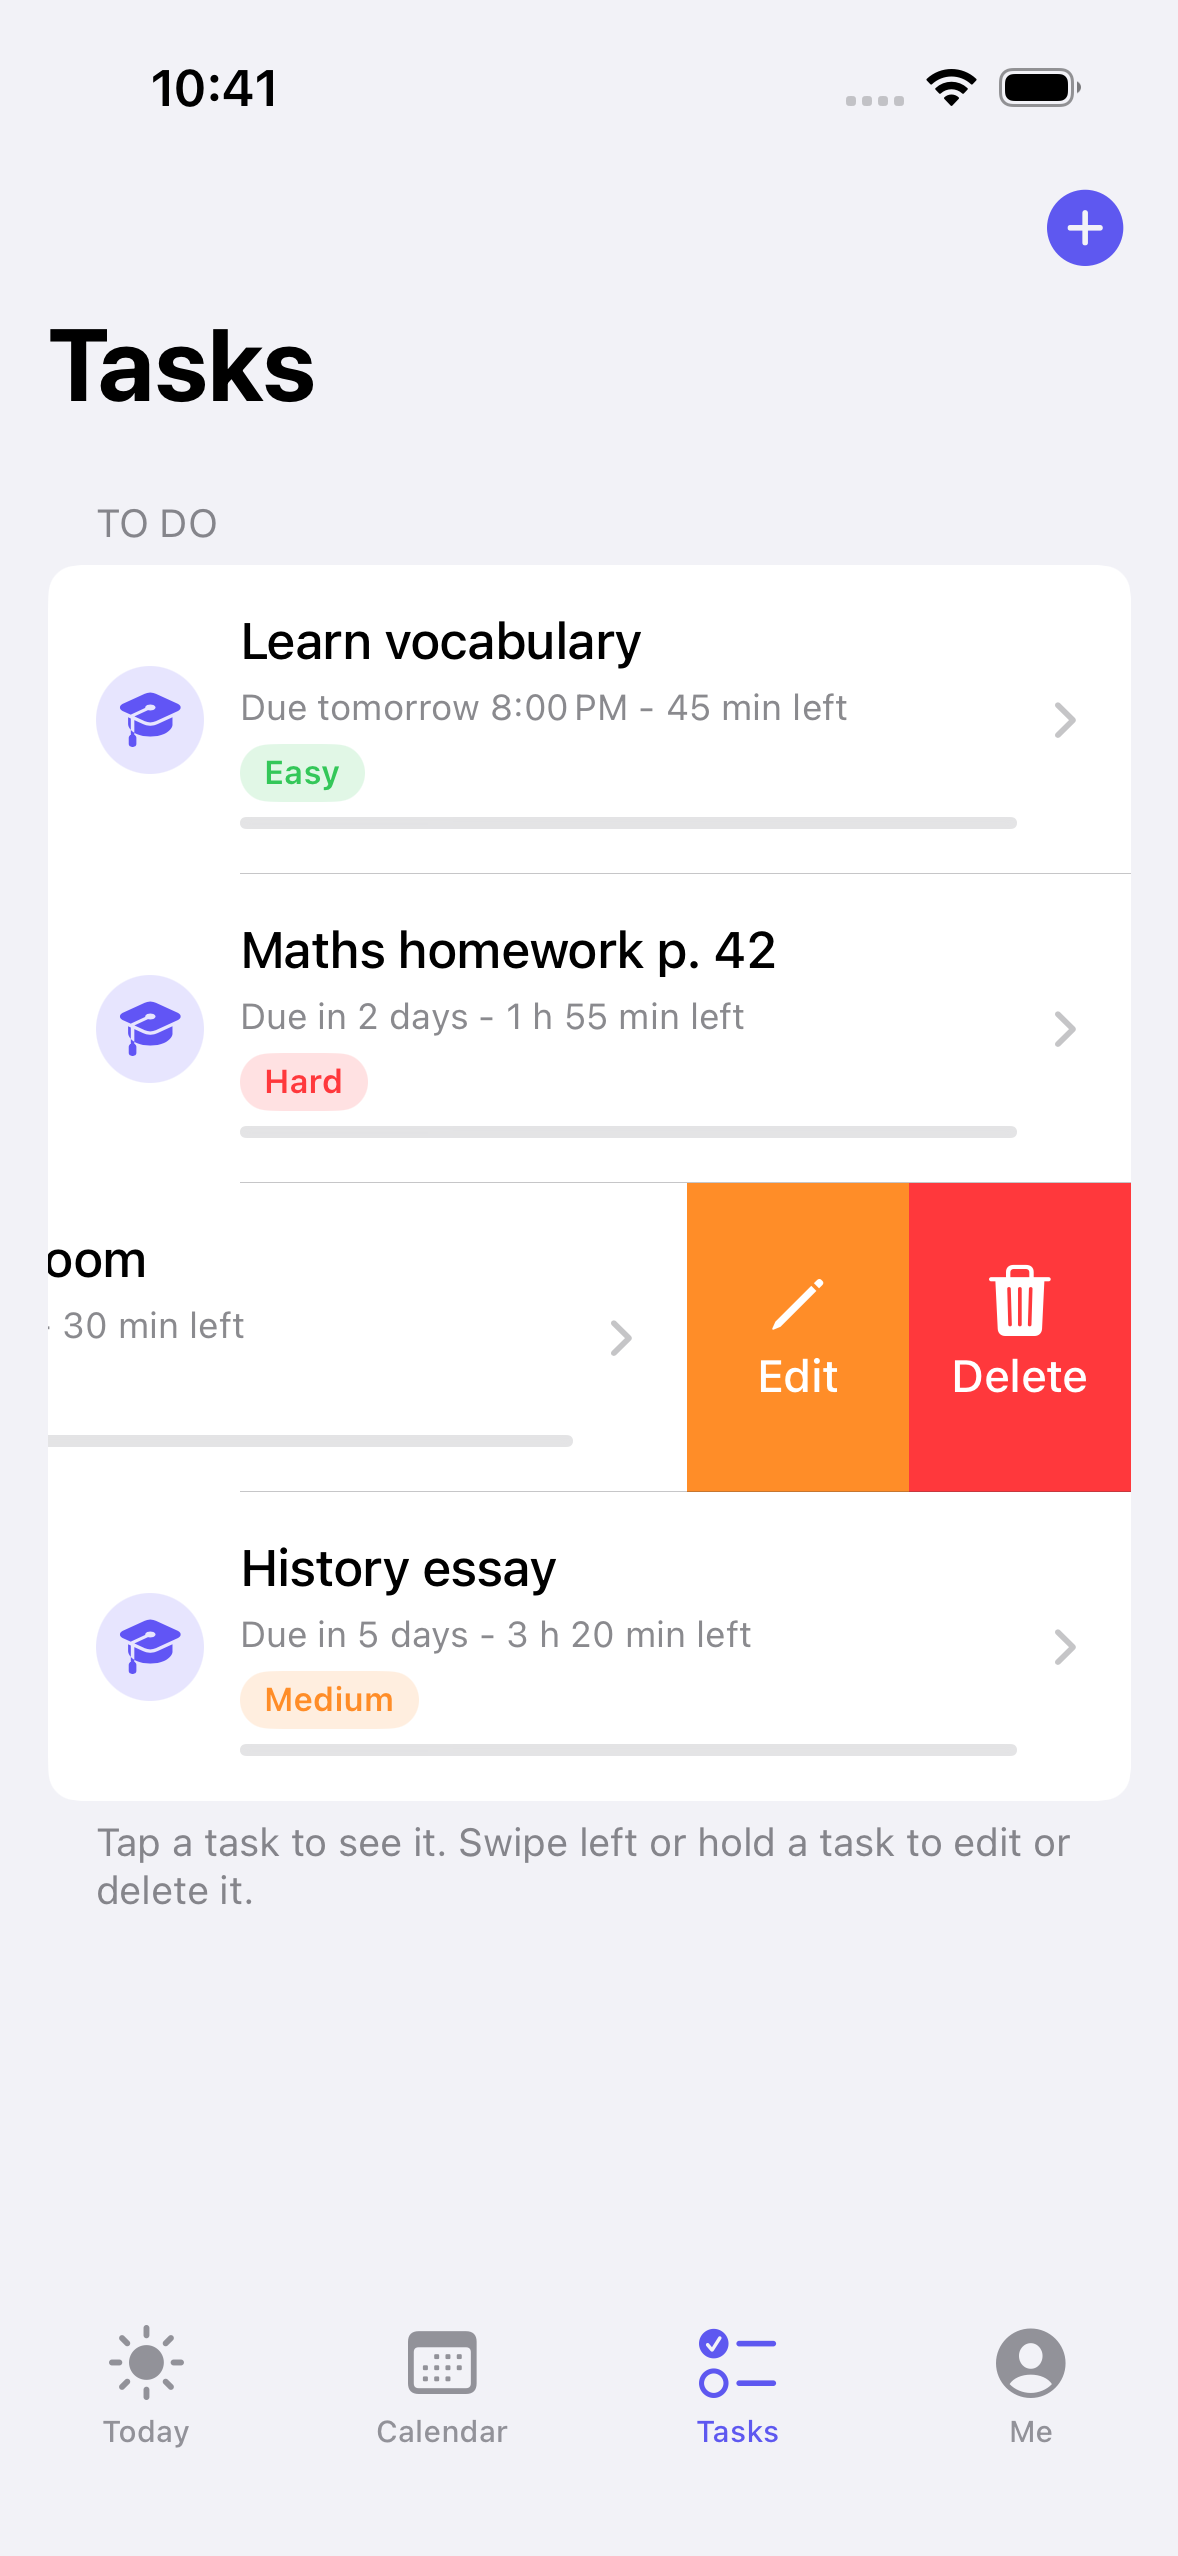 10:41
Tasks
TO DO
Learn vocabulary
Due tomorrow 8:00 PM - 45 min left
Easy
Maths homework p. 42
Due in 2 days - 1 h 55 min left
Hard
oom
- 30 min left
Edit
Delete
History essay
Due in 5 days - 3 h 20 min left
Medium
Tap a task to see it. Swipe left or hold a task to edit or
delete it.
Today
Calendar
Tasks
Me